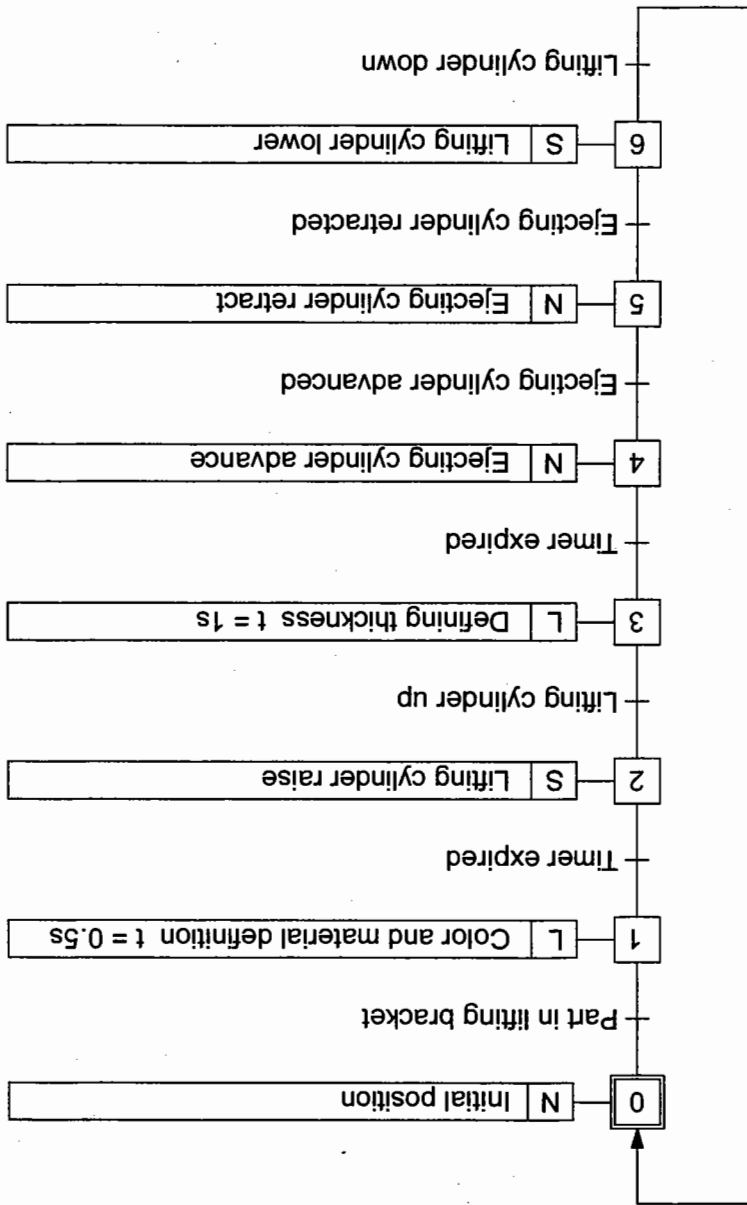 0 N Initial position
Part in lifting bracket
1 L Color and material definition t = 0.5s
Timer expired
2 S Lifting cylinder raise
Lifting cylinder up
3 L Defining thickness t = 1s
Timer expired
4 N Ejecting cylinder advance
Ejecting cylinder advanced
5 N Ejecting cylinder retract
Ejecting cylinder retracted
6 S Lifting cylinder lower
Lifting cylinder down